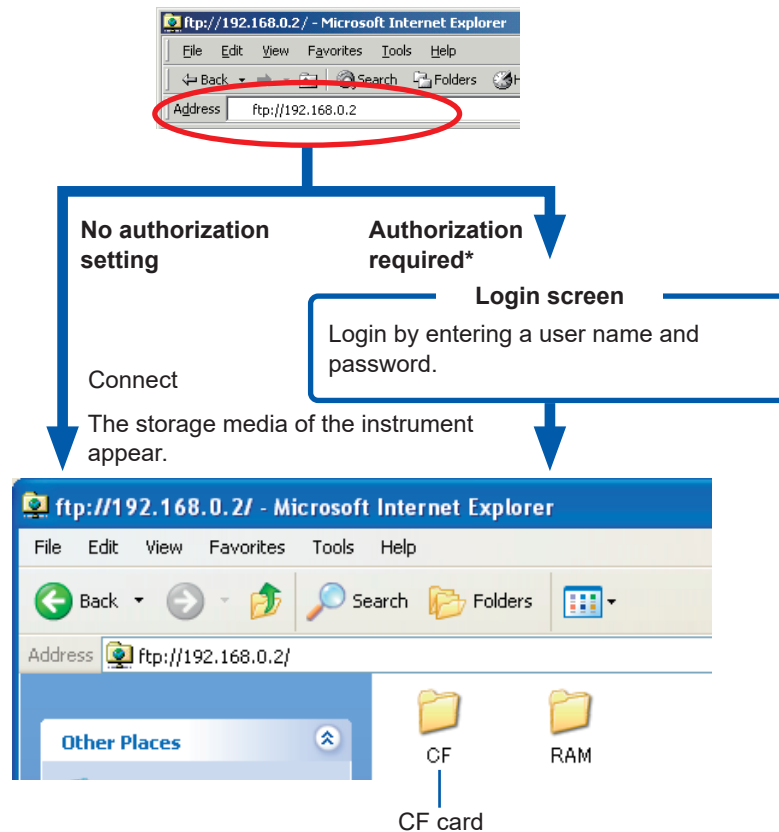 ftp://192.168.0.2/ - Microsoft Internet Explorer
File Edit View Favorites Tools Help
Back Search Folders H
Address ftp://192.168.0.2
No authorization
setting
Authorization
required*
Login screen
Login by entering a user name and
password.
Connect
The storage media of the instrument
appear.
ftp://192.168.0.2/ - Microsoft Internet Explorer
File Edit View Favorites Tools Help
Back Search Folders
Address ftp://192.168.0.2/
Other Places
CF RAM
CF card